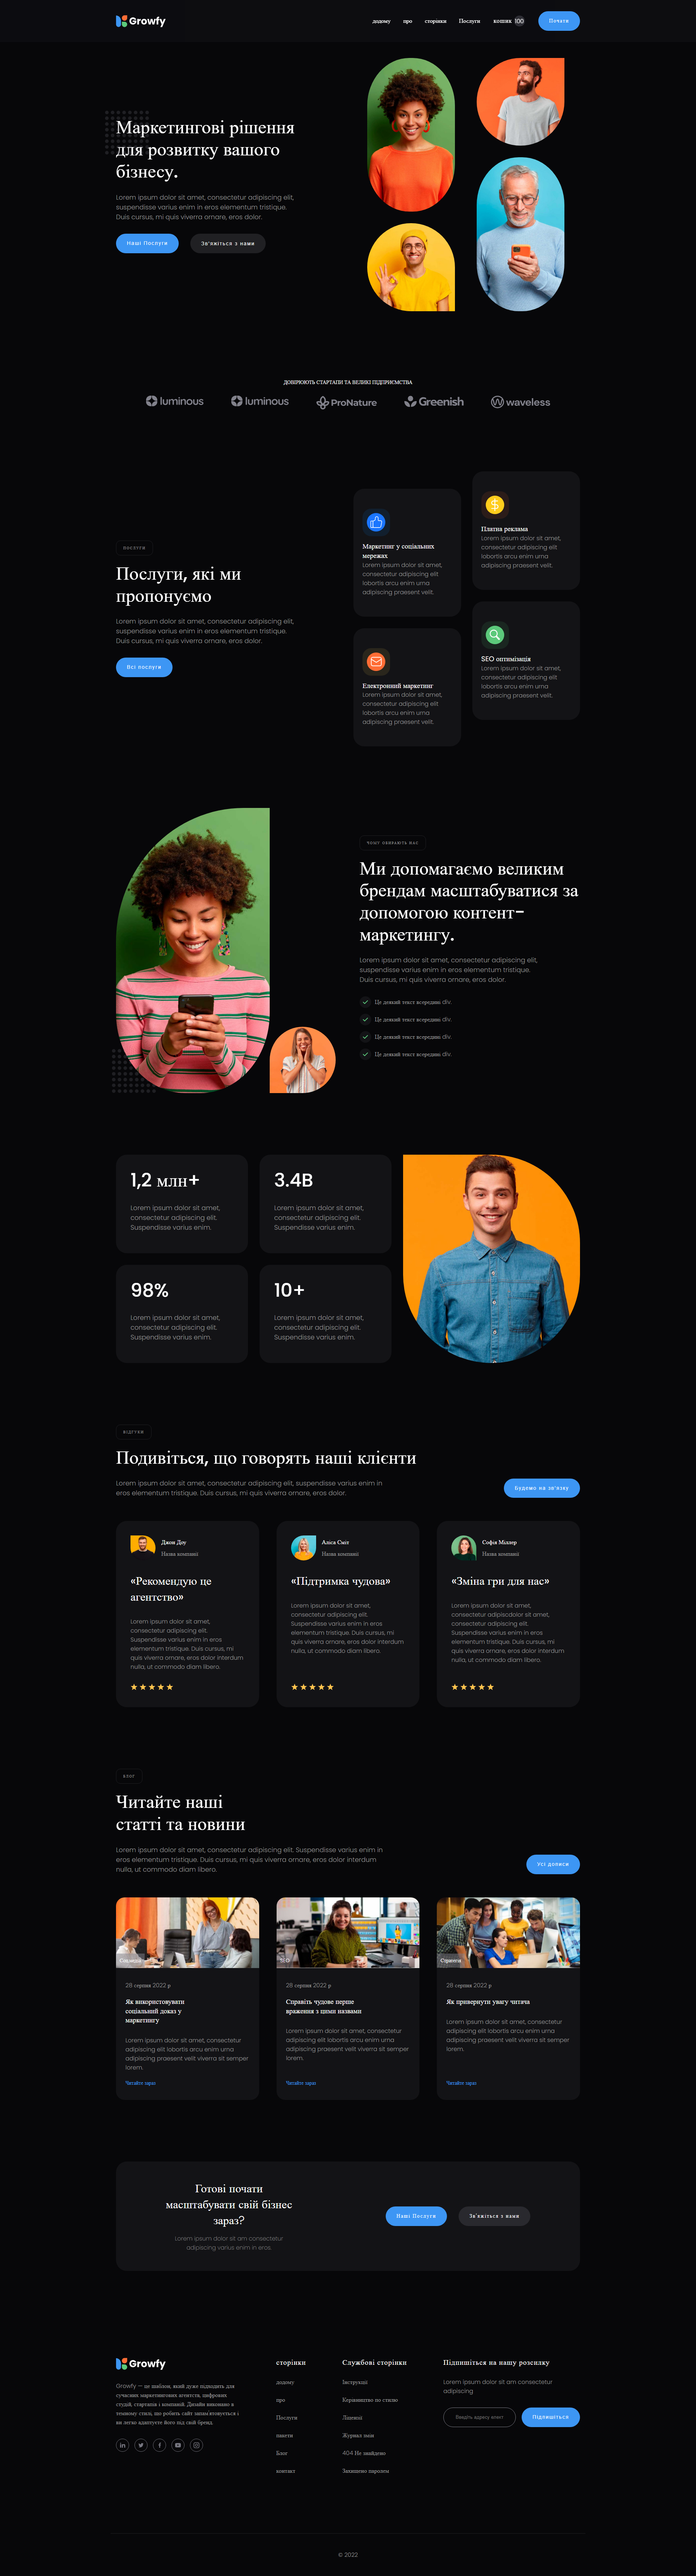 Growfy
додому
про
сторінки
Послуги
кошик 100
Почати
Маркетингові рішення
для розвитку вашого
бізнесу.
Lorem ipsum dolor sit amet, consectetur adipiscing elit,
suspendisse varius enim in eros elementum tristique.
Duis cursus, mi quis viverra ornare, eros dolor.
Наші Послуги
Зв'яжіться з нами
ДОВІРЮЮТЬ СТАРТАПИ ТА ВЕЛИКІ ПІДПРИЄМСТВА
luminous
luminous
ProNature
Greenish
waveless
ПОСЛУГИ
Послуги, які ми
пропонуємо
Lorem ipsum dolor sit amet, consectetur adipiscing elit,
suspendisse varius enim in eros elementum tristique.
Duis cursus, mi quis viverra ornare, eros dolor.
Всі послуги
Маркетинг у соціальних
мережах
Lorem ipsum dolor sit amet,
consectetur adipiscing elit
lobortis arcu enim urna
adipiscing praesent velit.
Платна реклама
Lorem ipsum dolor sit amet,
consectetur adipiscing elit
lobortis arcu enim urna
adipiscing praesent velit.
Електронний маркетинг
Lorem ipsum dolor sit amet,
consectetur adipiscing elit
lobortis arcu enim urna
adipiscing praesent velit.
SEO оптимізація
Lorem ipsum dolor sit amet,
consectetur adipiscing elit
lobortis arcu enim urna
adipiscing praesent velit.
ЧОМУ ОБИРАЮТЬ НАС
Ми допомагаємо великим
брендам масштабуватися за
допомогою контент-
маркетингу.
Lorem ipsum dolor sit amet, consectetur adipiscing elit,
suspendisse varius enim in eros elementum tristique.
Duis cursus, mi quis viverra ornare, eros dolor.
Це деякий текст всередині div.
Це деякий текст всередині div.
Це деякий текст всередині div.
Це деякий текст всередині div.
1,2 млн+
Lorem ipsum dolor sit amet,
consectetur adipiscing elit.
Suspendisse varius enim.
3.4B
Lorem ipsum dolor sit amet,
consectetur adipiscing elit.
Suspendisse varius enim.
98%
Lorem ipsum dolor sit amet,
consectetur adipiscing elit.
Suspendisse varius enim.
10+
Lorem ipsum dolor sit amet,
consectetur adipiscing elit.
Suspendisse varius enim.
ВІДГУКИ
Подивіться, що говорять наші клієнти
Lorem ipsum dolor sit amet, consectetur adipiscing elit, suspendisse varius enim in
eros elementum tristique. Duis cursus, mi quis viverra ornare, eros dolor.
Будемо на зв'язку
Джон Доу
Назва компанії
«Рекомендую це
агентство»
Lorem ipsum dolor sit amet,
consectetur adipiscing elit.
Suspendisse varius enim in eros
elementum tristique. Duis cursus, mi
quis viverra ornare, eros dolor interdum
nulla, ut commodo diam libero.
Аліса Сміт
Назва компанії
«Підтримка чудова»
Lorem ipsum dolor sit amet,
consectetur adipiscing elit.
Suspendisse varius enim in eros
elementum tristique. Duis cursus, mi
quis viverra ornare, eros dolor interdum
nulla, ut commodo diam libero.
Софія Міллер
Назва компанії
«Зміна гри для нас»
Lorem ipsum dolor sit amet,
consectetur adipiscidolor sit amet,
consectetur adipiscing elit.
Suspendisse varius enim in eros
elementum tristique. Duis cursus, mi
quis viverra ornare, eros dolor interdum
nulla, ut commodo diam libero.
БЛОГ
Читайте наші
статті та новини
Lorem ipsum dolor sit amet, consectetur adipiscing elit. Suspendisse varius enim in
eros elementum tristique. Duis cursus, mi quis viverra ornare, eros dolor interdum
nulla, ut commodo diam libero.
Усі дописи
28 серпня 2022 р
Як використовувати
соціальний доказ у
маркетингу
Lorem ipsum dolor sit amet, consectetur
adipiscing elit lobortis arcu enim urna
adipiscing praesent velit viverra sit semper
lorem.
Читайте зараз
SEO
28 серпня 2022 р
Справіть чудове перше
враження з цими назвами
Lorem ipsum dolor sit amet, consectetur
adipiscing elit lobortis arcu enim urna
adipiscing praesent velit viverra sit semper
lorem.
Читайте зараз
Стратегія
28 серпня 2022 р
Як привернути увагу читача
Lorem ipsum dolor sit amet, consectetur
adipiscing elit lobortis arcu enim urna
adipiscing praesent velit viverra sit semper
lorem.
Читайте зараз
Готові почати
масштабувати свій бізнес
зараз?
Lorem ipsum dolor sit am consectetur
adipiscing varius enim in eros.
Наші Послуги
Зв'яжіться з нами
Growfy
Growfy — це шаблон, який дуже підходить для
сучасних маркетингових агентств, цифрових
студій, стартапів і компаній. Дизайн виконано в
темному стилі, що робить сайт запам'ятовується і
ви легко адаптуєте його під свій бренд.
сторінки
додому
про
Послуги
пакети
Блог
контакт
Службові сторінки
Інструкції
Керівництво по стилю
Ліцензії
Журнал змін
404 Не знайдено
Захищено паролем
Підпишіться на нашу розсилку
Lorem ipsum dolor sit am consectetur
adipiscing
Введіть адресу елект
Підпишіться
© 2022